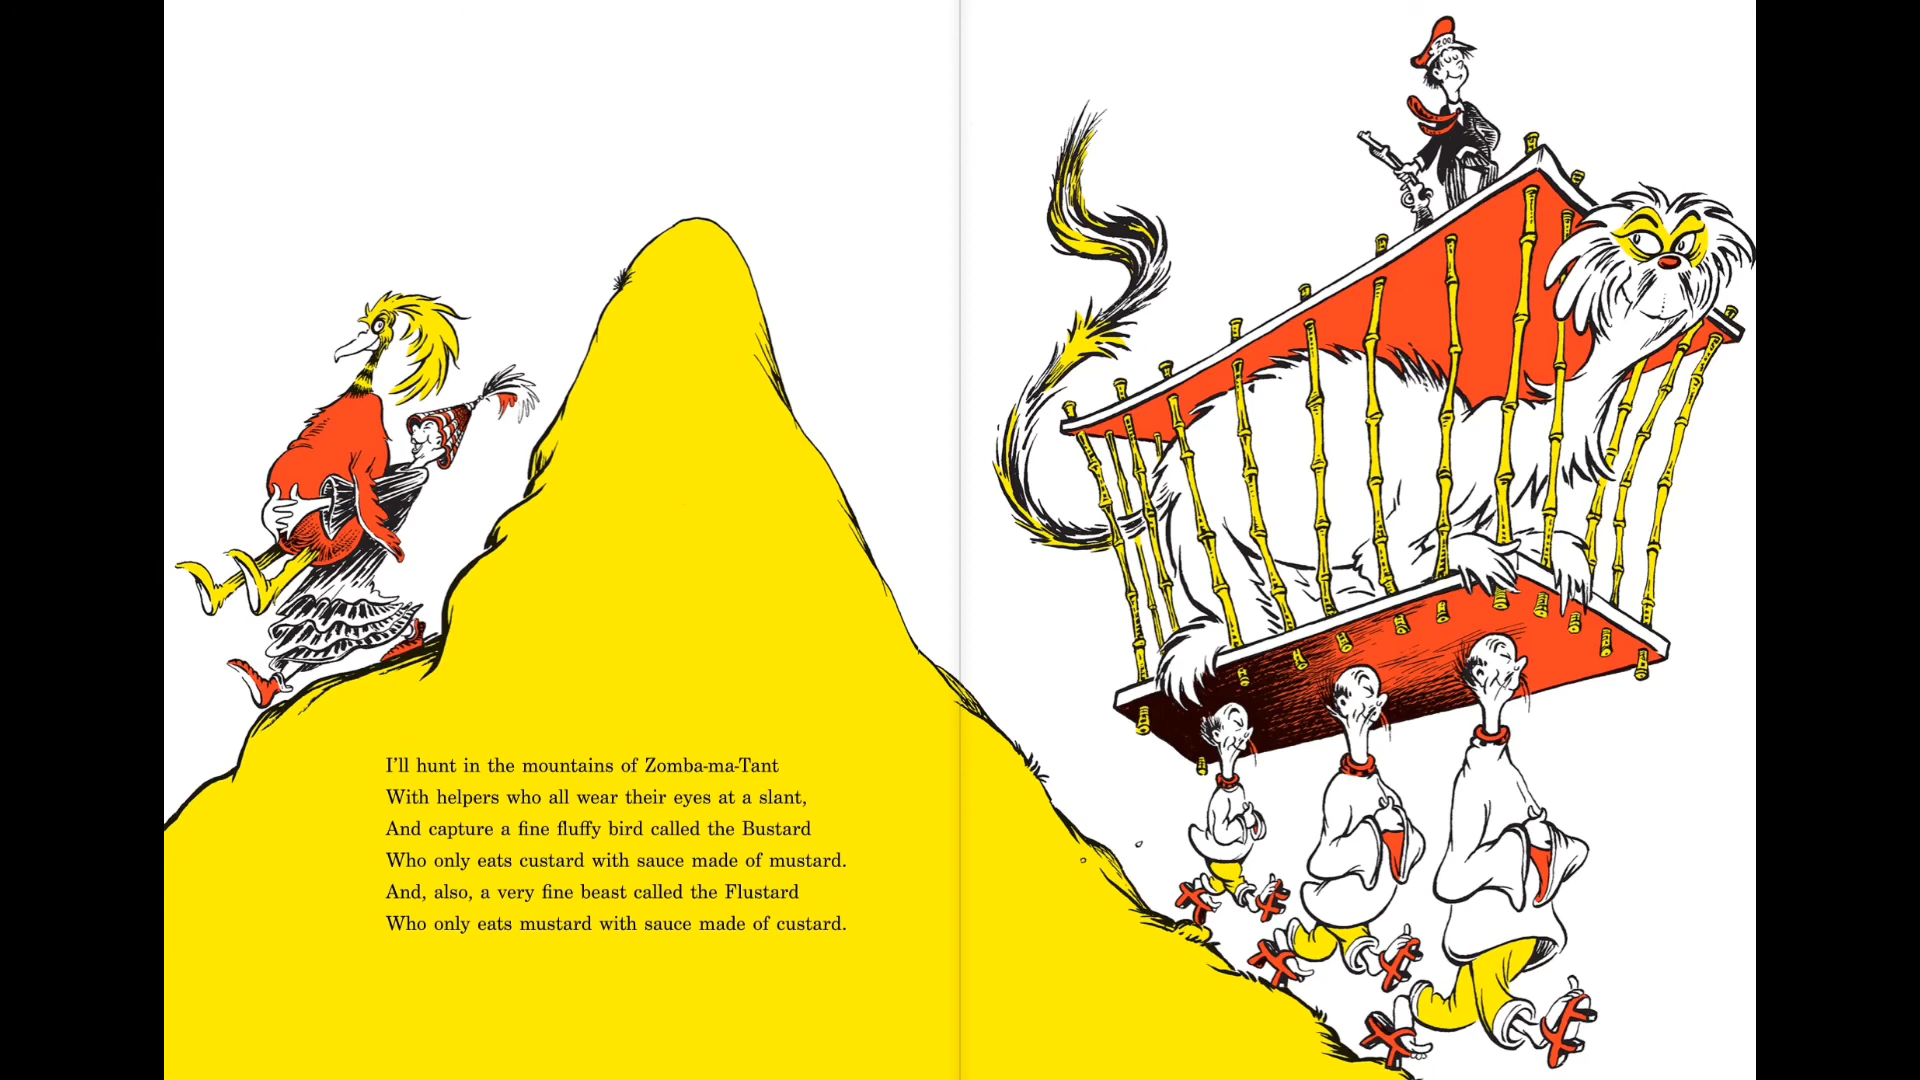 ZOO
I'll hunt in the mountains of Zomba-ma-Tant
With helpers who all wear their eyes at a slant,
And capture a fine fluffy bird called the Bustard
Who only eats custard with sauce made of mustard.
And, also, a very fine beast called the Flustard
Who only eats mustard with sauce made of custard.